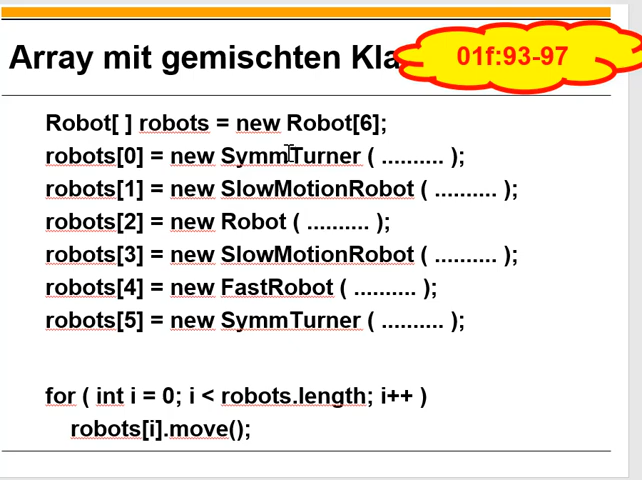 Array mit gemischten Kla
01f:93-97
Robot[ ] robots = new Robot[6];
robots[0] = new SymmTurner ( .......... );
robots[1] = new SlowMotionRobot ( .......... );
robots[2] = new Robot ( .......... );
robots[3] = new SlowMotionRobot ( .......... );
robots[4] = new FastRobot ( .......... );
robots[5] = new SymmTurner ( .......... );
for ( int i = 0; i < robots.length; i++ )
robots[i].move();